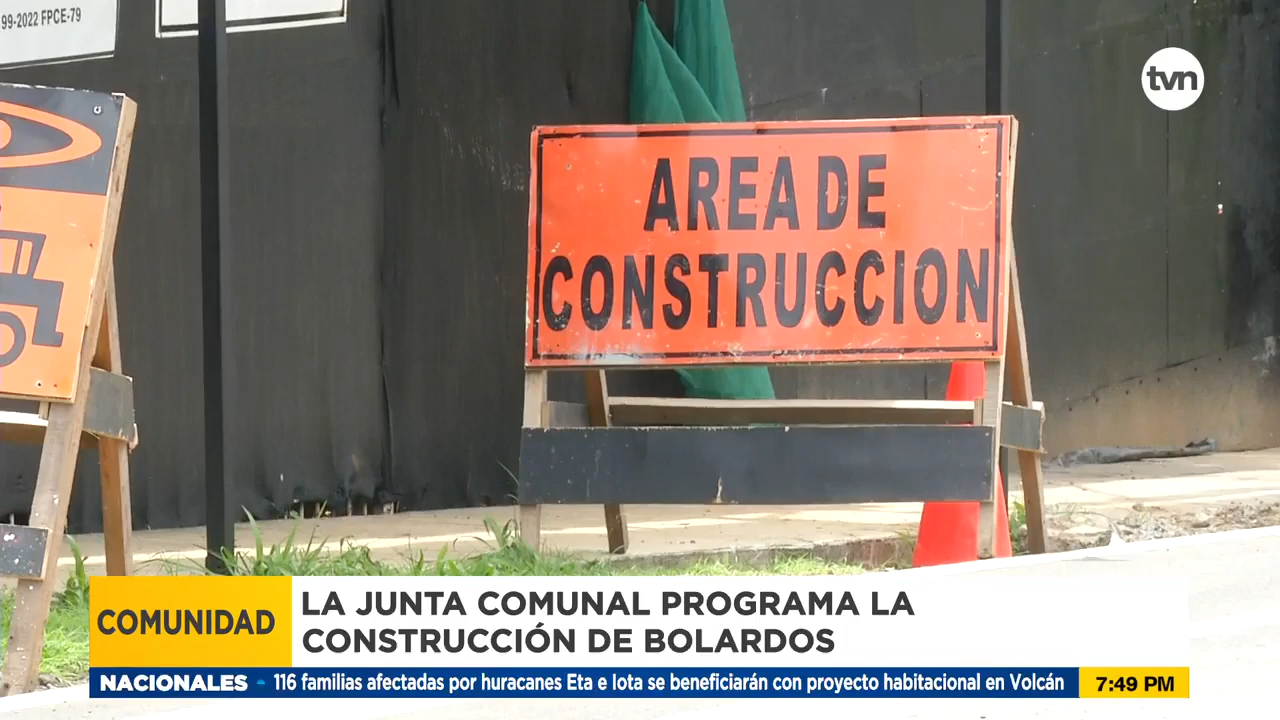 99-2022 FPCE-79
tvn
AREA DE
CONSTRUCCION
COMUNIDAD
LA JUNTA COMUNAL PROGRAMA LA
CONSTRUCCIÓN DE BOLARDOS
NACIONALES - 116 familias afectadas por huracanes Eta e Iota se beneficiarán con proyecto habitacional en Volcán
7:49 PM